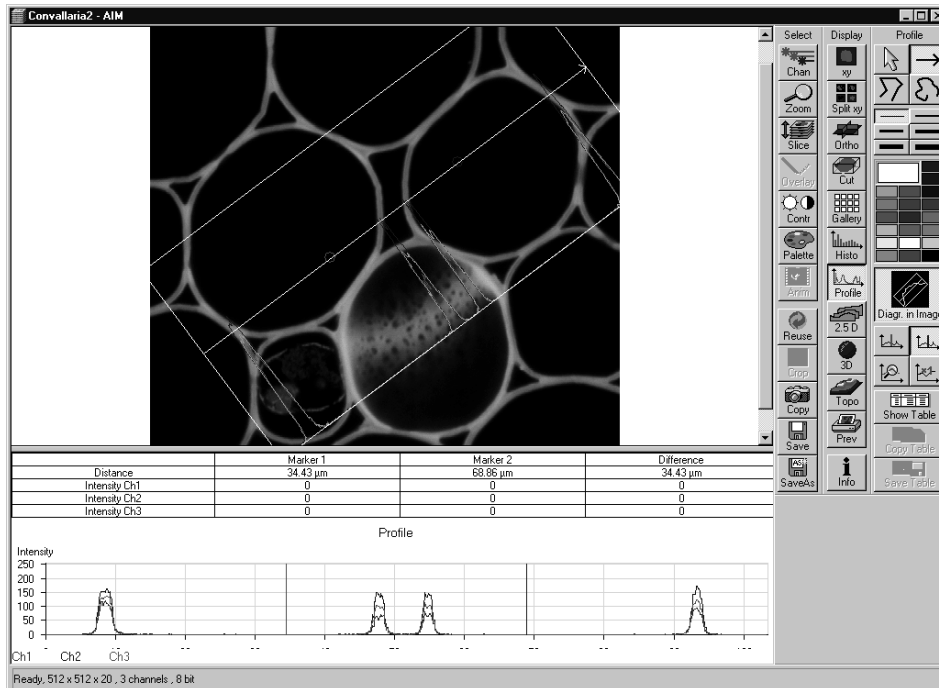 Convallaria2 - AIM
Select Display Profile
Chan xy
Zoom Split xy
Slice Ortho
Overlay Cut
Contr Gallery
Palette Histo
Anim Profile Diagr. in Image
Reuse 2.5 D
Crop 3D
Copy Topo Show Table
Save Prev Copy Table
SaveAs Info Save Table
Marker 1 Marker 2 Difference
Distance 34.43 µm 68.86 µm 34.43 µm
Intensity Ch1 0 0 0
Intensity Ch2 0 0 0
Intensity Ch3 0 0 0
Profile
Intensity
250
200
150
100
50
0
Ch1 Ch2 Ch3
Ready, 512 x 512 x 20 , 3 channels , 8 bit